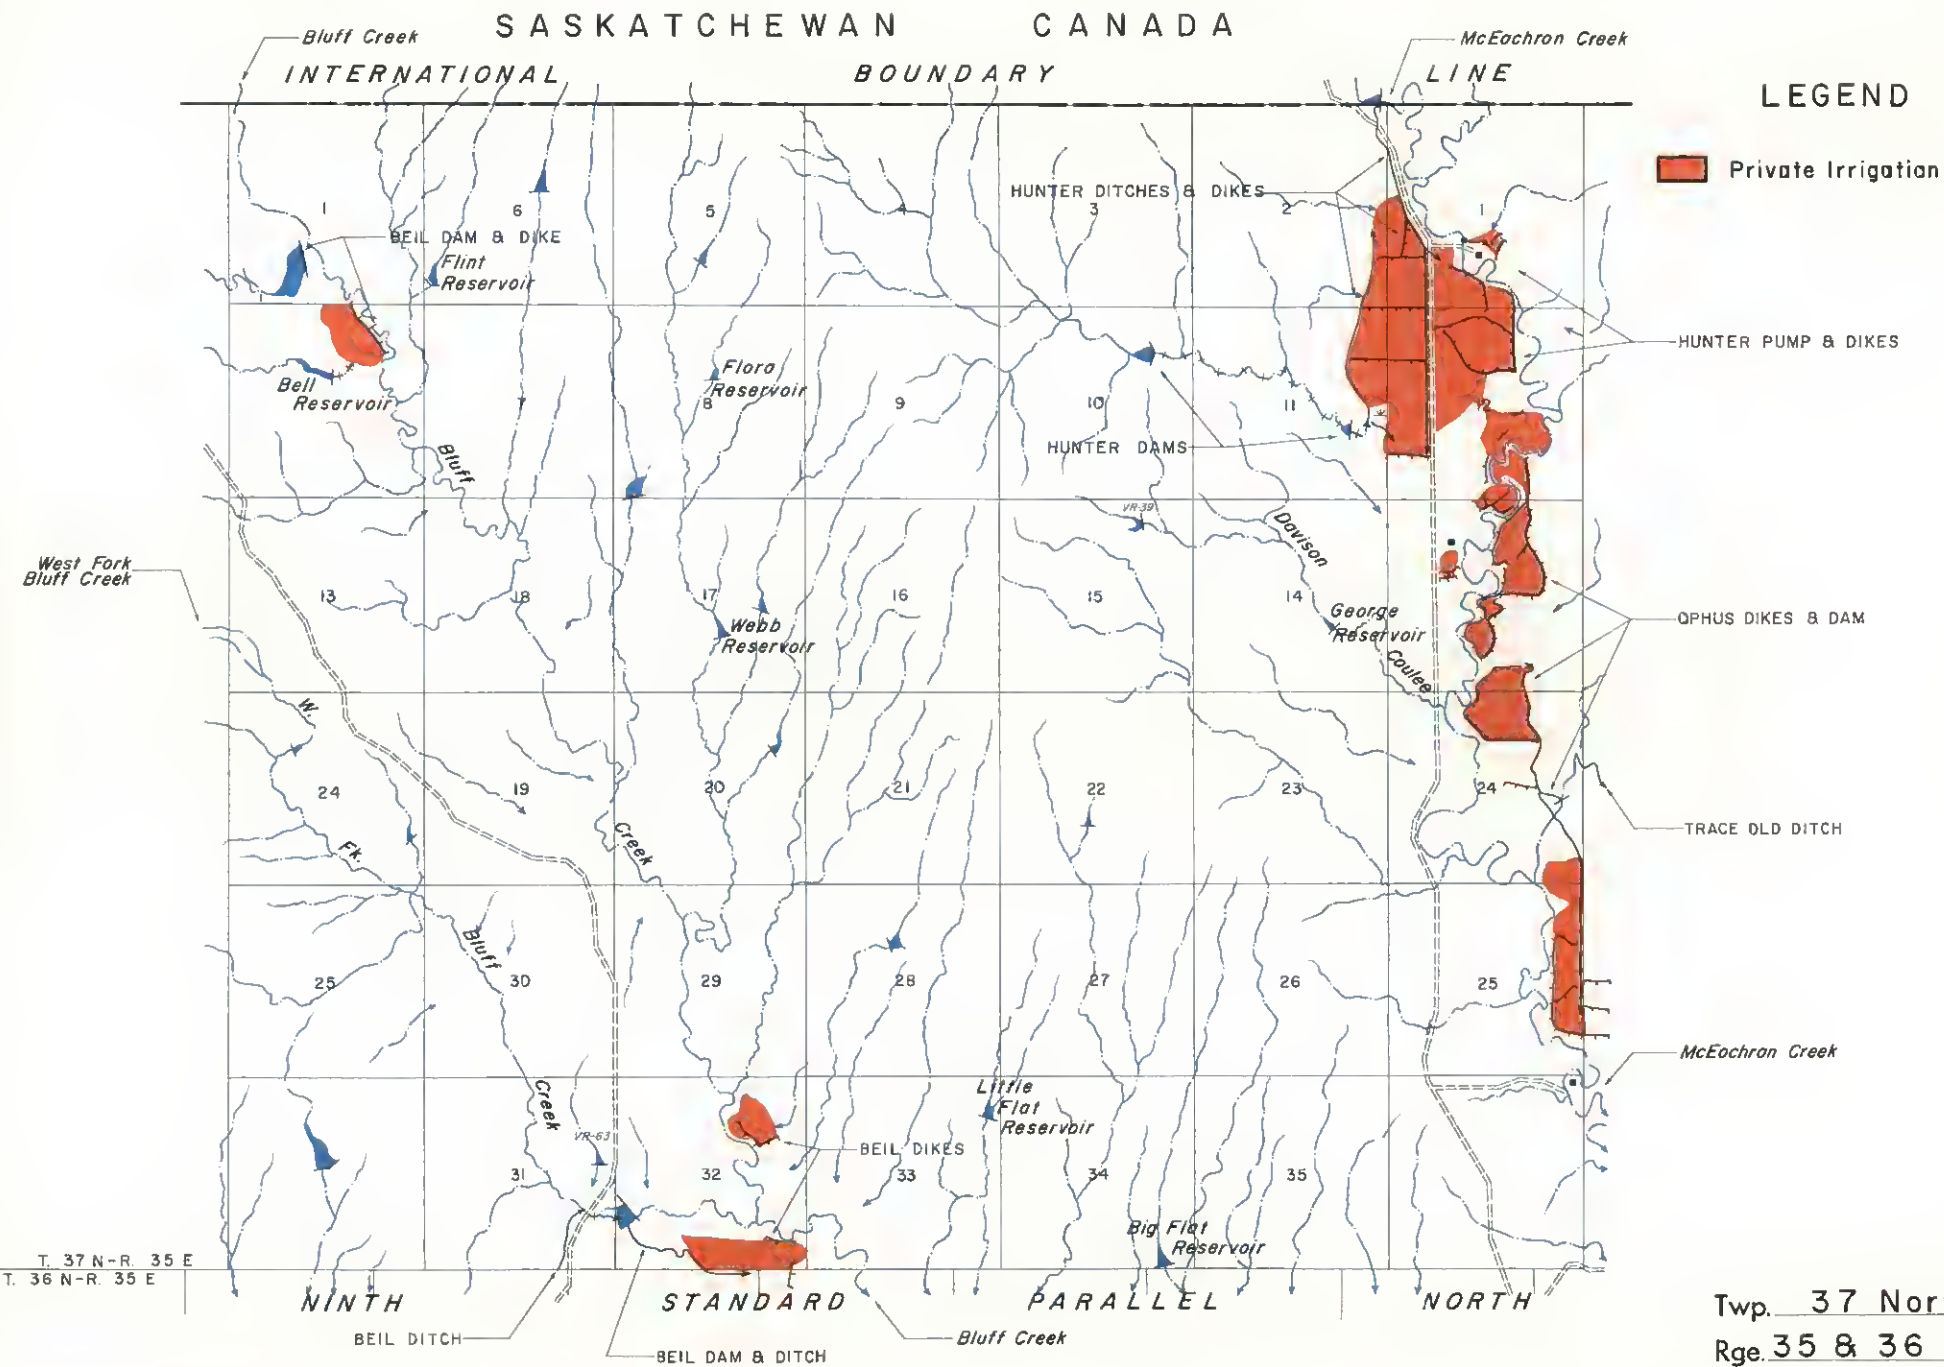 SASKATCHEWAN CANADA
Bluff Creek
McEachron Creek
INTERNATIONAL BOUNDARY LINE
LEGEND
Private Irrigation
HUNTER DITCHES & DIKES
1
6
5
4
3
2
1
BEIL DAM & DIKE
Flint
Reservoir
HUNTER PUMP & DIKES
Bell
Reservoir
Flora
Reservoir
7
8
9
10
11
12
HUNTER DAMS
Bluff
VR-39
Davison
West Fork
Bluff Creek
13
18
17
16
15
14
George
Reservoir
OPHUS DIKES & DAM
Webb
Reservoir
Coulee
W.
24
19
20
21
22
23
24
TRACE OLD DITCH
Creek
Fk.
Bluff
25
30
29
28
27
26
25
McEochron Creek
Creek
Little
Flat
Reservoir
VR-63
BEIL DIKES
31
32
33
34
35
Big Flat
Reservoir
T. 37 N-R. 35 E
T. 36 N-R. 35 E
NINTH STANDARD PARALLEL NORTH
BEIL DITCH
Bluff Creek
BEIL DAM & DITCH
Twp. 37 Nor
Rge. 35 & 36